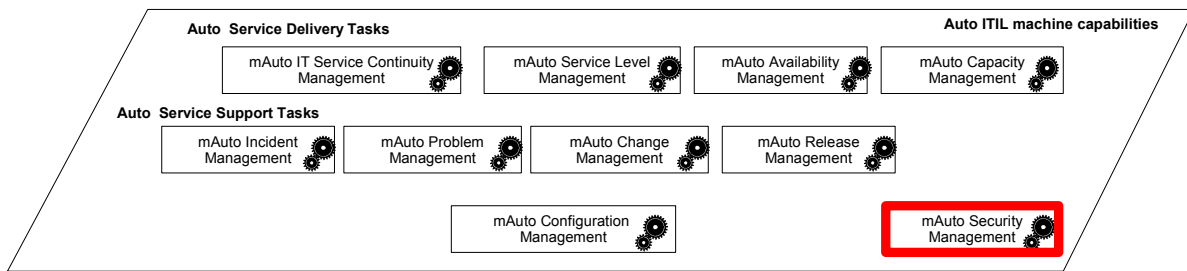 Auto Service Delivery Tasks
Auto ITIL machine capabilities
mAuto IT Service Continuity
Management
mAuto Service Level
Management
mAuto Availability
Management
mAuto Capacity
Management
Auto Service Support Tasks
mAuto Incident
Management
mAuto Problem
Management
mAuto Change
Management
mAuto Release
Management
mAuto Configuration
Management
mAuto Security
Management